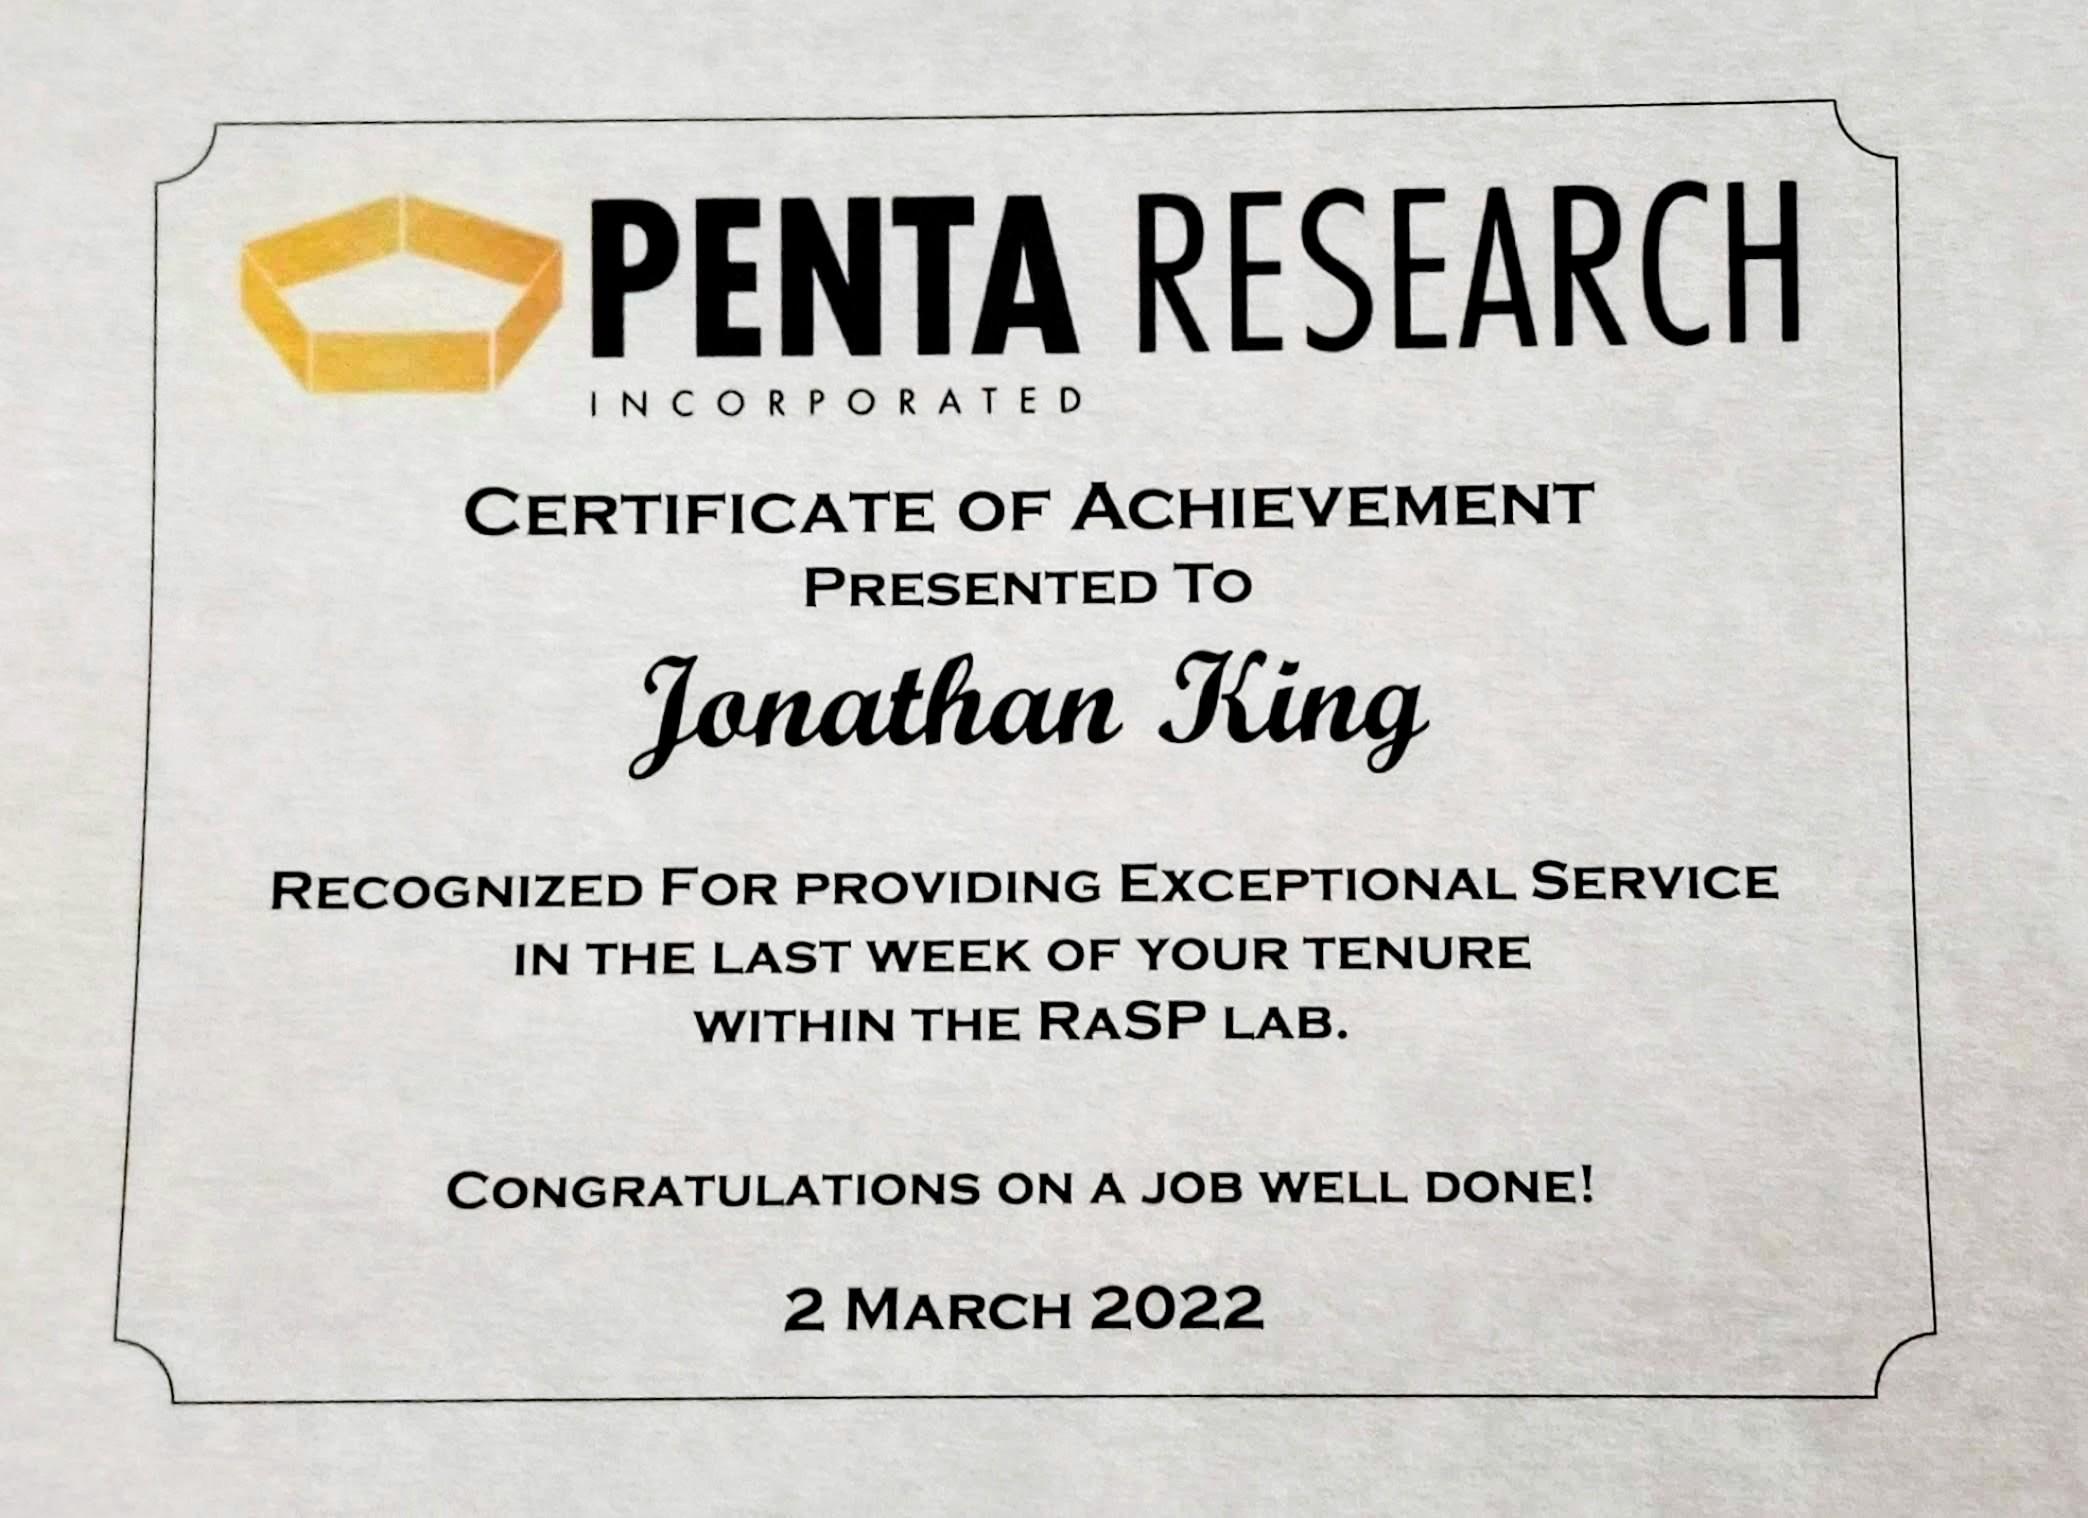 PENTA RESEARCH
INCORPORATED
CERTIFICATE OF ACHIEVEMENT
PRESENTED TO
Jonathan King
RECOGNIZED FOR PROVIDING EXCEPTIONAL SERVICE
IN THE LAST WEEK OF YOUR TENURE
WITHIN THE RASP LAB.
CONGRATULATIONS ON A JOB WELL DONE!
2 MARCH 2022